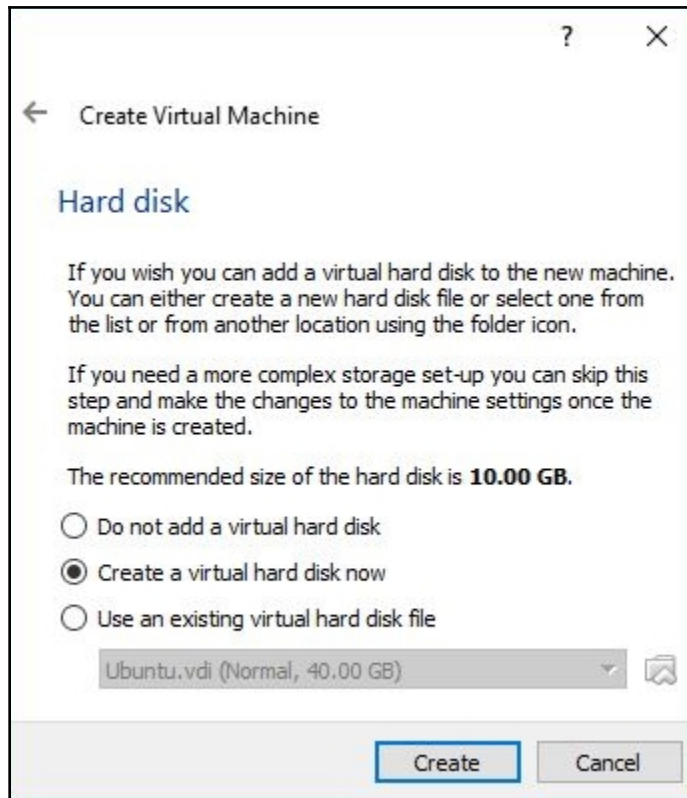 ?
Create Virtual Machine
Hard disk
If you wish you can add a virtual hard disk to the new machine.
You can either create a new hard disk file or select one from
the list or from another location using the folder icon.
If you need a more complex storage set-up you can skip this
step and make the changes to the machine settings once the
machine is created.
The recommended size of the hard disk is 10.00 GB.
Do not add a virtual hard disk
Create a virtual hard disk now
Use an existing virtual hard disk file
Ubuntu.vdi (Normal, 40.00 GB)
Create Cancel